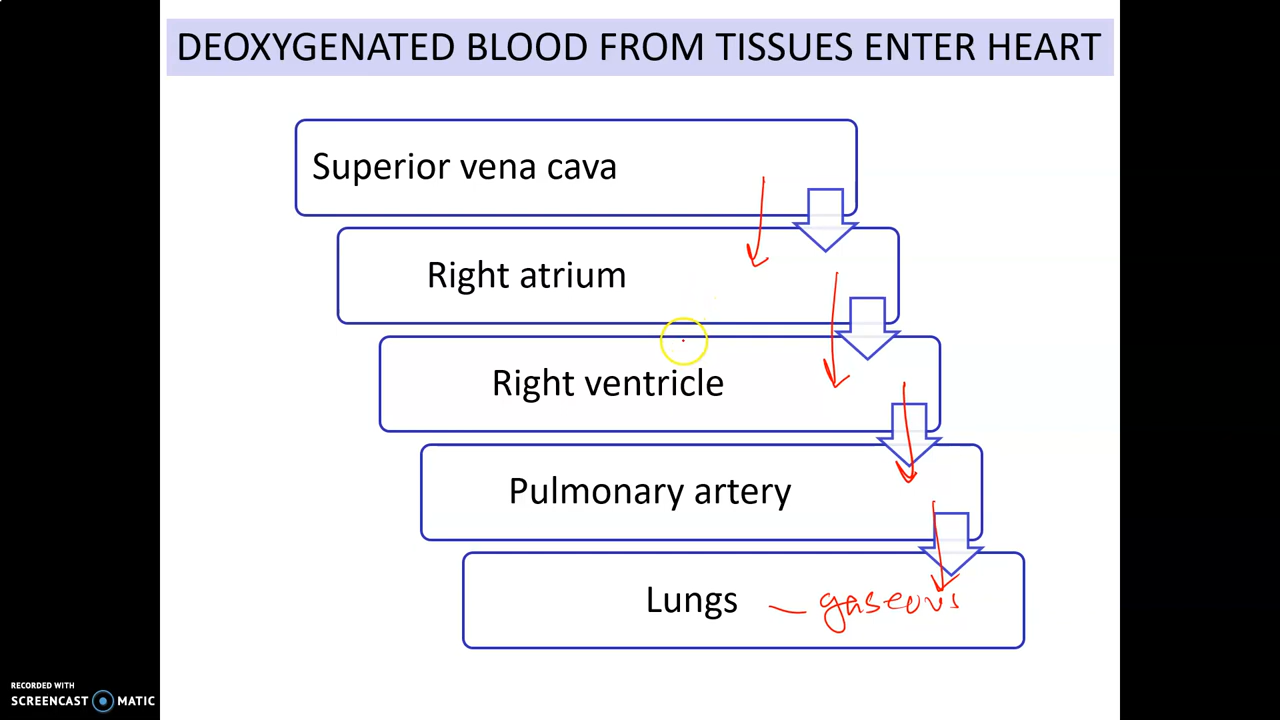 DEOXYGENATED BLOOD FROM TISSUES ENTER HEART
Superior vena cava
Right atrium
Right ventricle
Pulmonary artery
Lungs – gaseous
RECORDED WITH
SCREENCAST MATIC